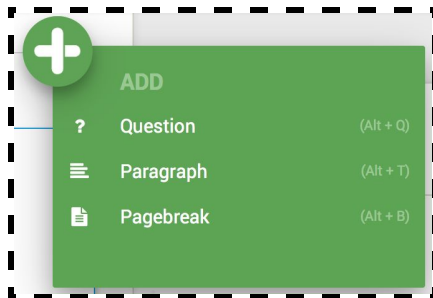 ADD
? Question (Alt + Q)
Paragraph (Alt + T)
Pagebreak (Alt + B)